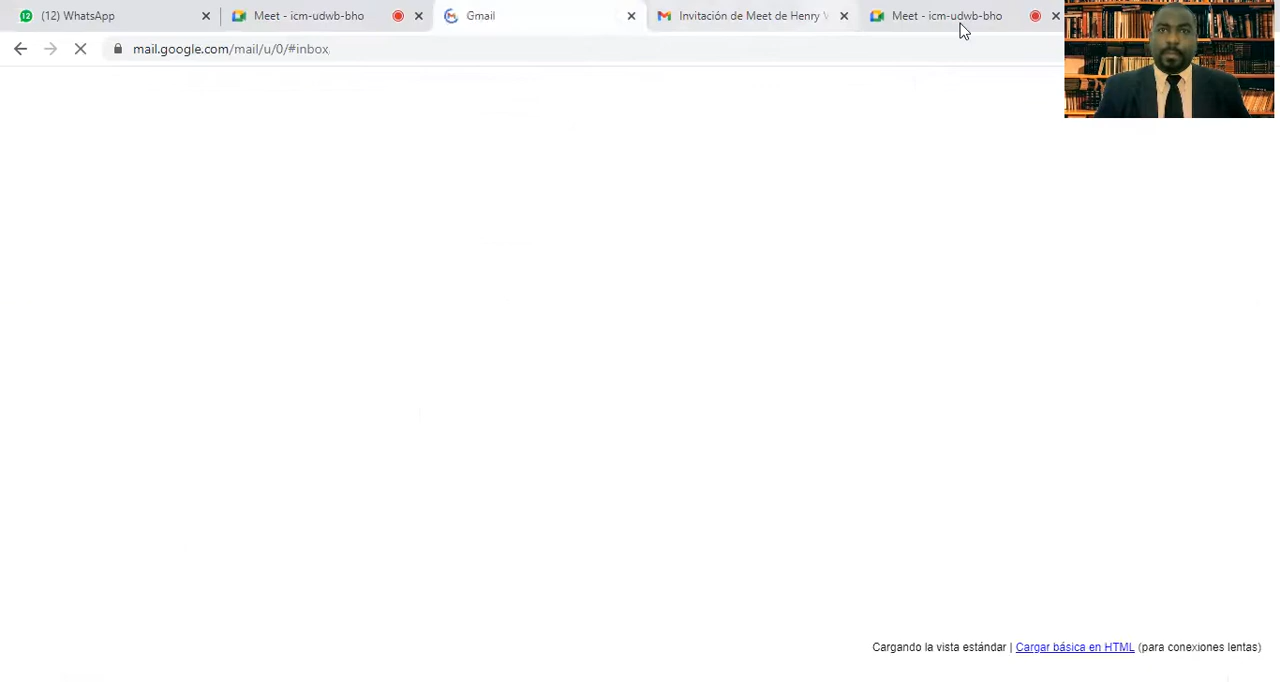 12 (12) WhatsApp
Meet - icm-udwb-bho
Gmail
Invitación de Meet de Henry V
Meet - icm-udwb-bho
mail.google.com/mail/u/0/#inbox
Cargando la vista estándar | Cargar básica en HTML (para conexiones lentas)